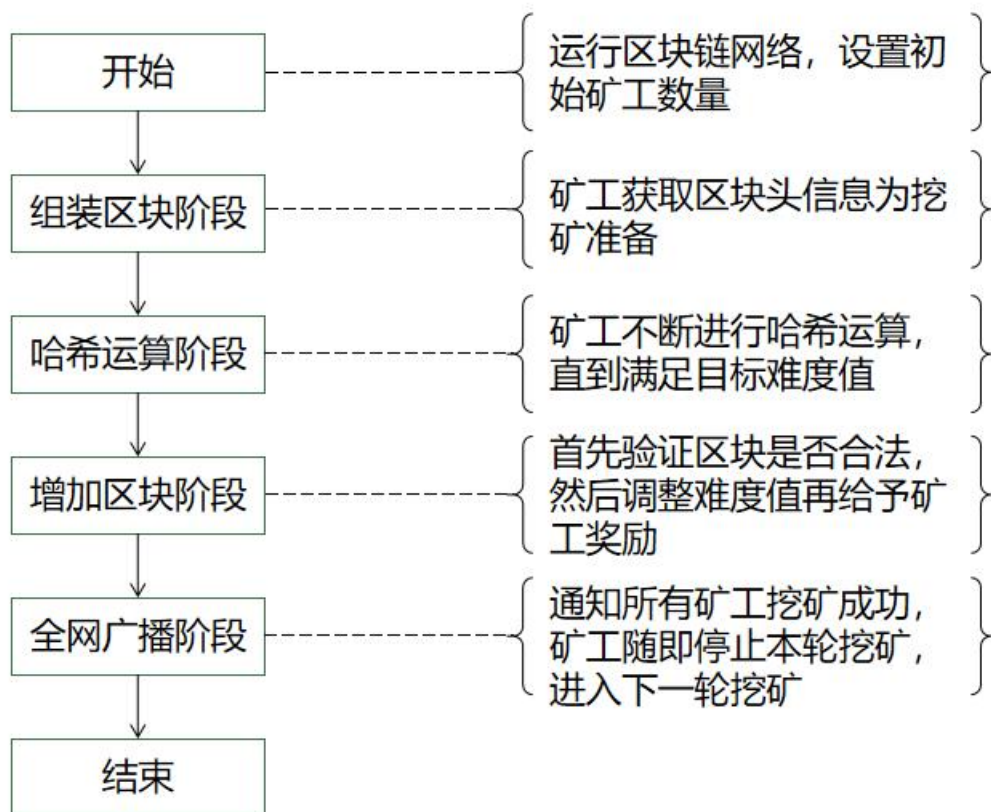 开始
运行区块链网络，设置初
始矿工数量
组装区块阶段
矿工获取区块头信息为挖
矿准备
哈希运算阶段
矿工不断进行哈希运算，
直到满足目标难度值
增加区块阶段
首先验证区块是否合法，
然后调整难度值再给予矿
工奖励
全网广播阶段
通知所有矿工挖矿成功，
矿工随即停止本轮挖矿，
进入下一轮挖矿
结束